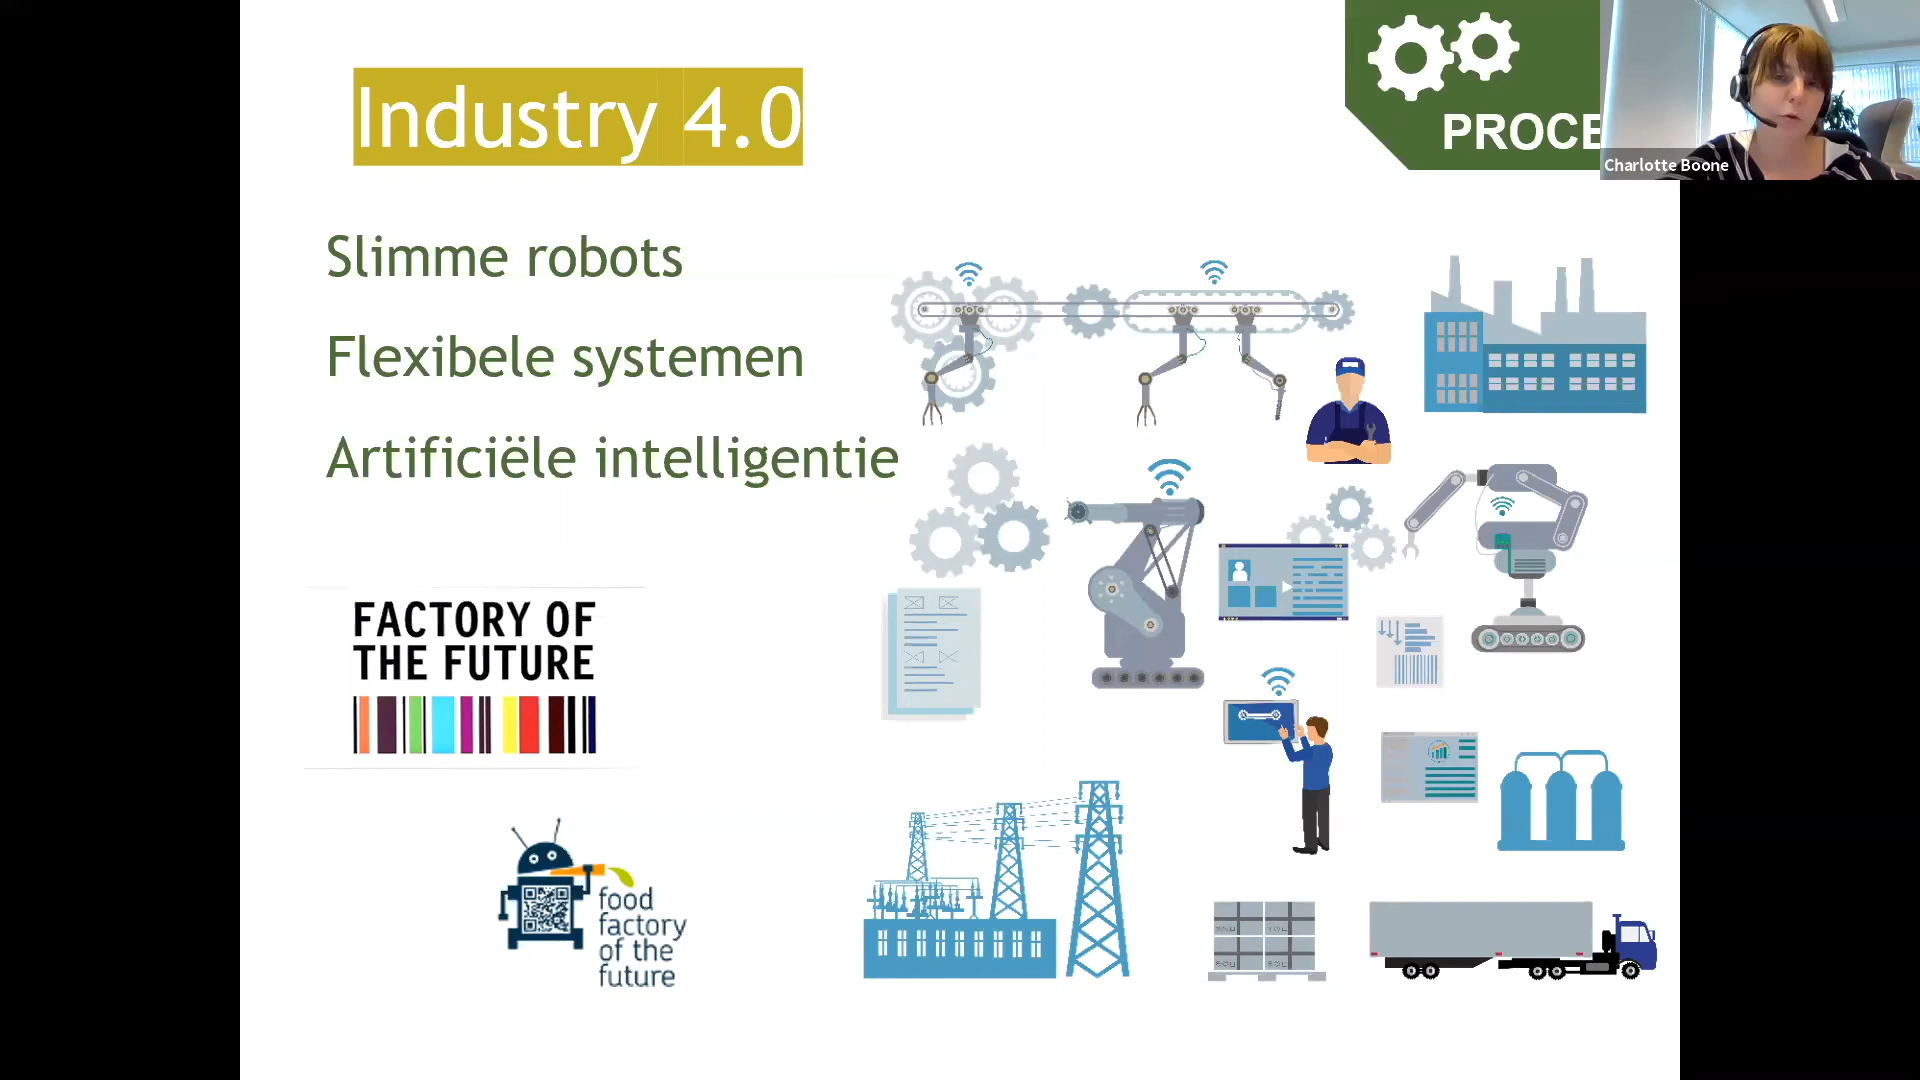 Industry 4.0
PROCE
Charlotte Boone
Slimme robots
Flexibele systemen
Artificiële intelligentie
FACTORY OF
THE FUTURE
food
factory
of the
future